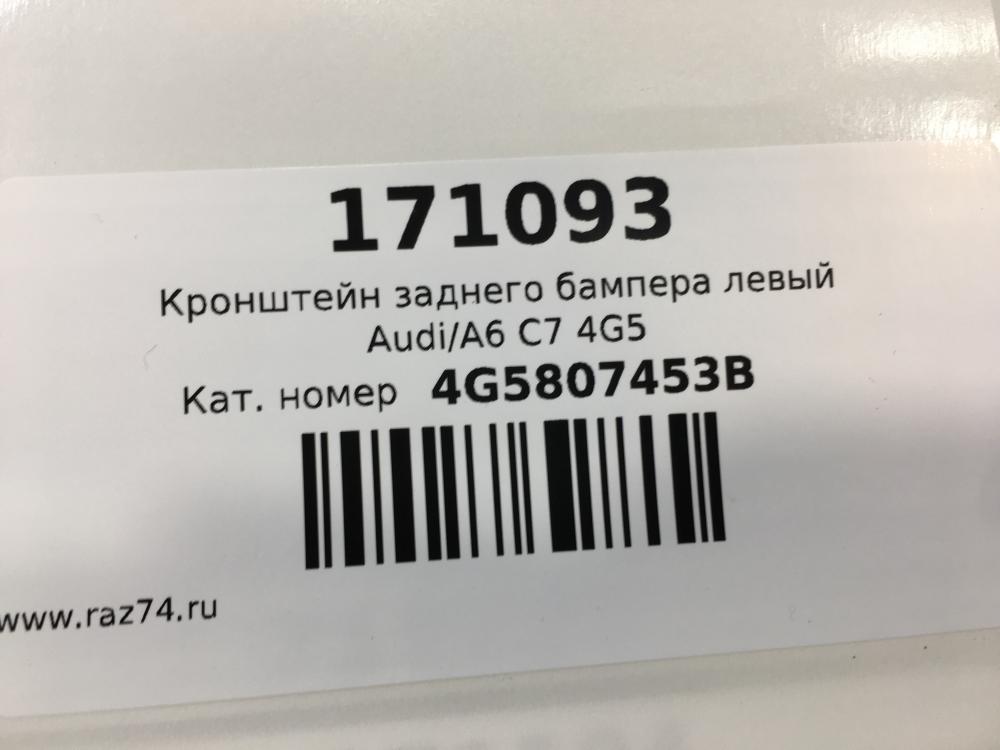 171093
Кронштейн заднего бампера левый
Audi/A6 C7 4G5
Кат. номер 4G5807453B
www.raz74.ru